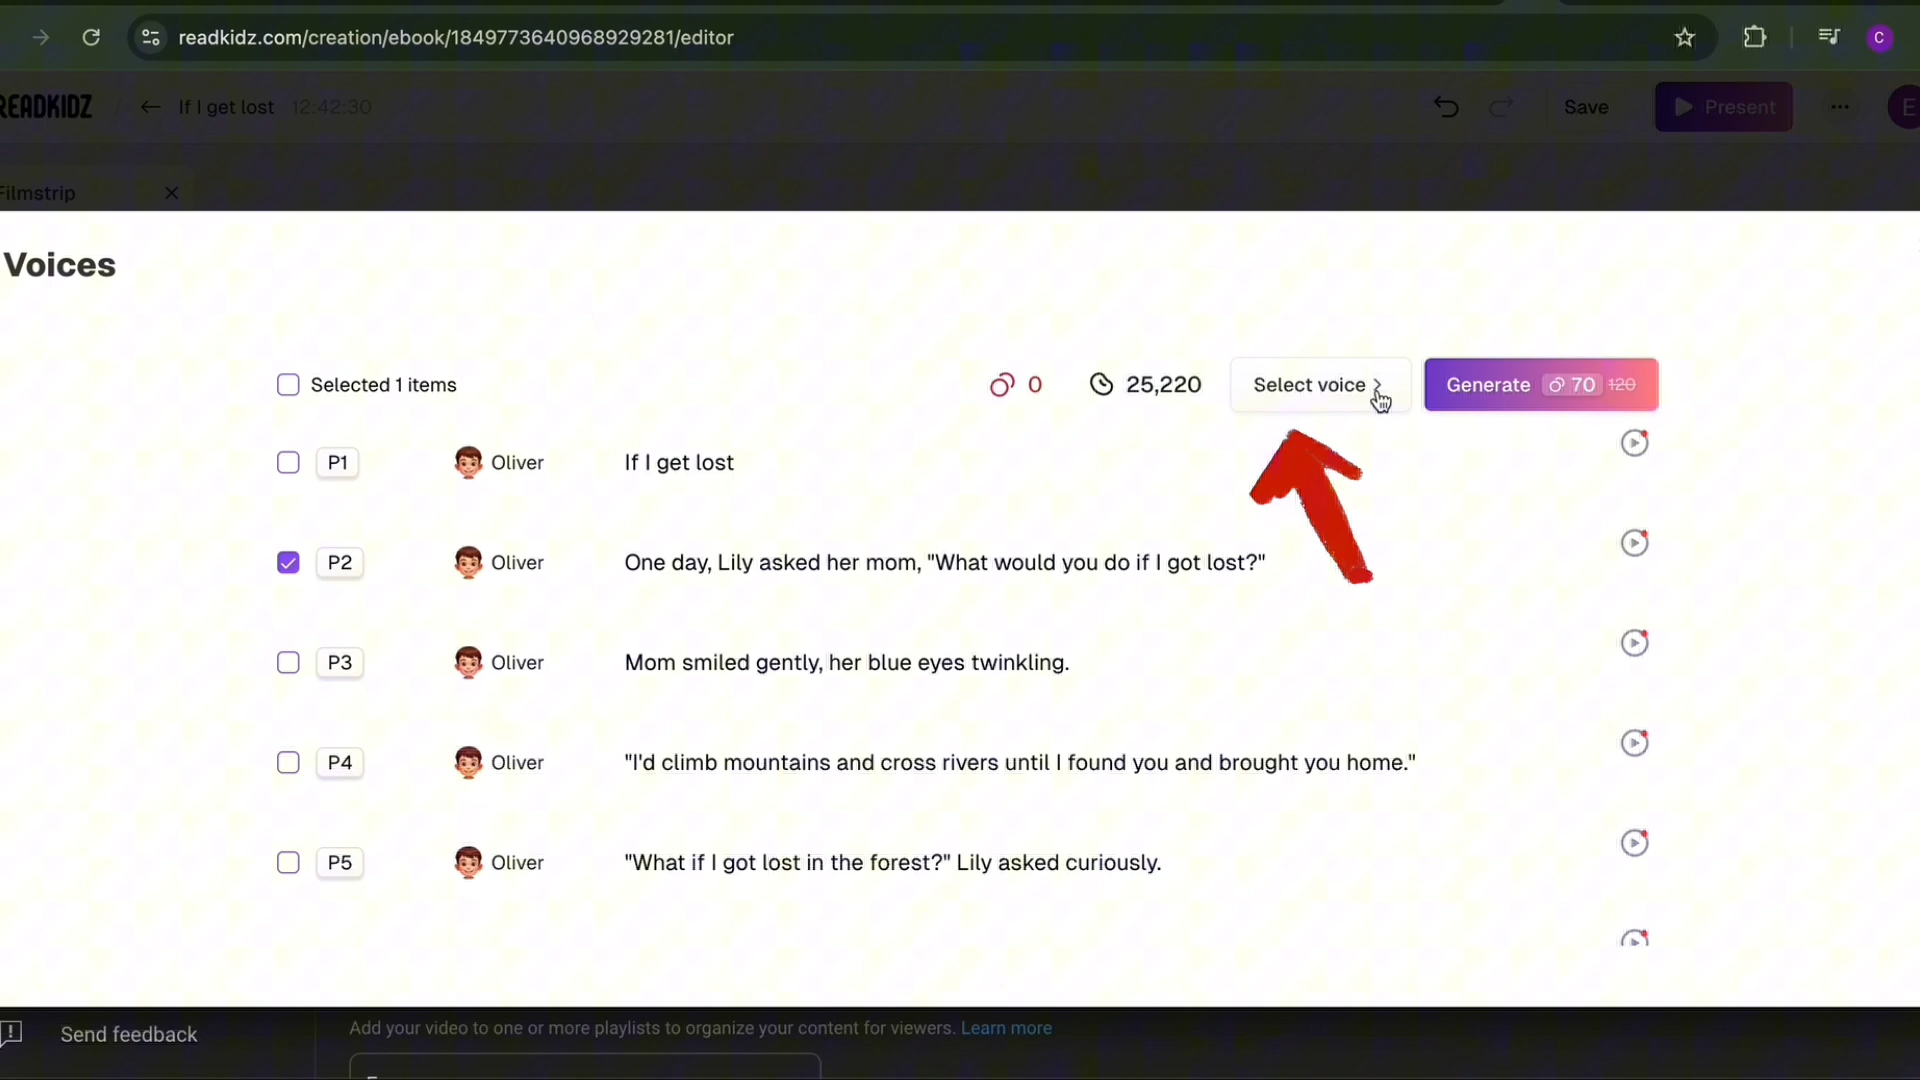 readkidz.com/creation/ebook/1849773640968929281/editor
C
READKIDZ / If I get lost 12:42:30 Save Present ... E
Filmstrip
Voices
Selected 1 items 0 25,220 Select voice > Generate 70 120
P1 Oliver If I get lost
P2 Oliver One day, Lily asked her mom, "What would you do if I got lost?"
P3 Oliver Mom smiled gently, her blue eyes twinkling.
P4 Oliver "I'd climb mountains and cross rivers until I found you and brought you home."
P5 Oliver "What if I got lost in the forest?" Lily asked curiously.
Send feedback
Add your video to one or more playlists to organize your content for viewers. Learn more